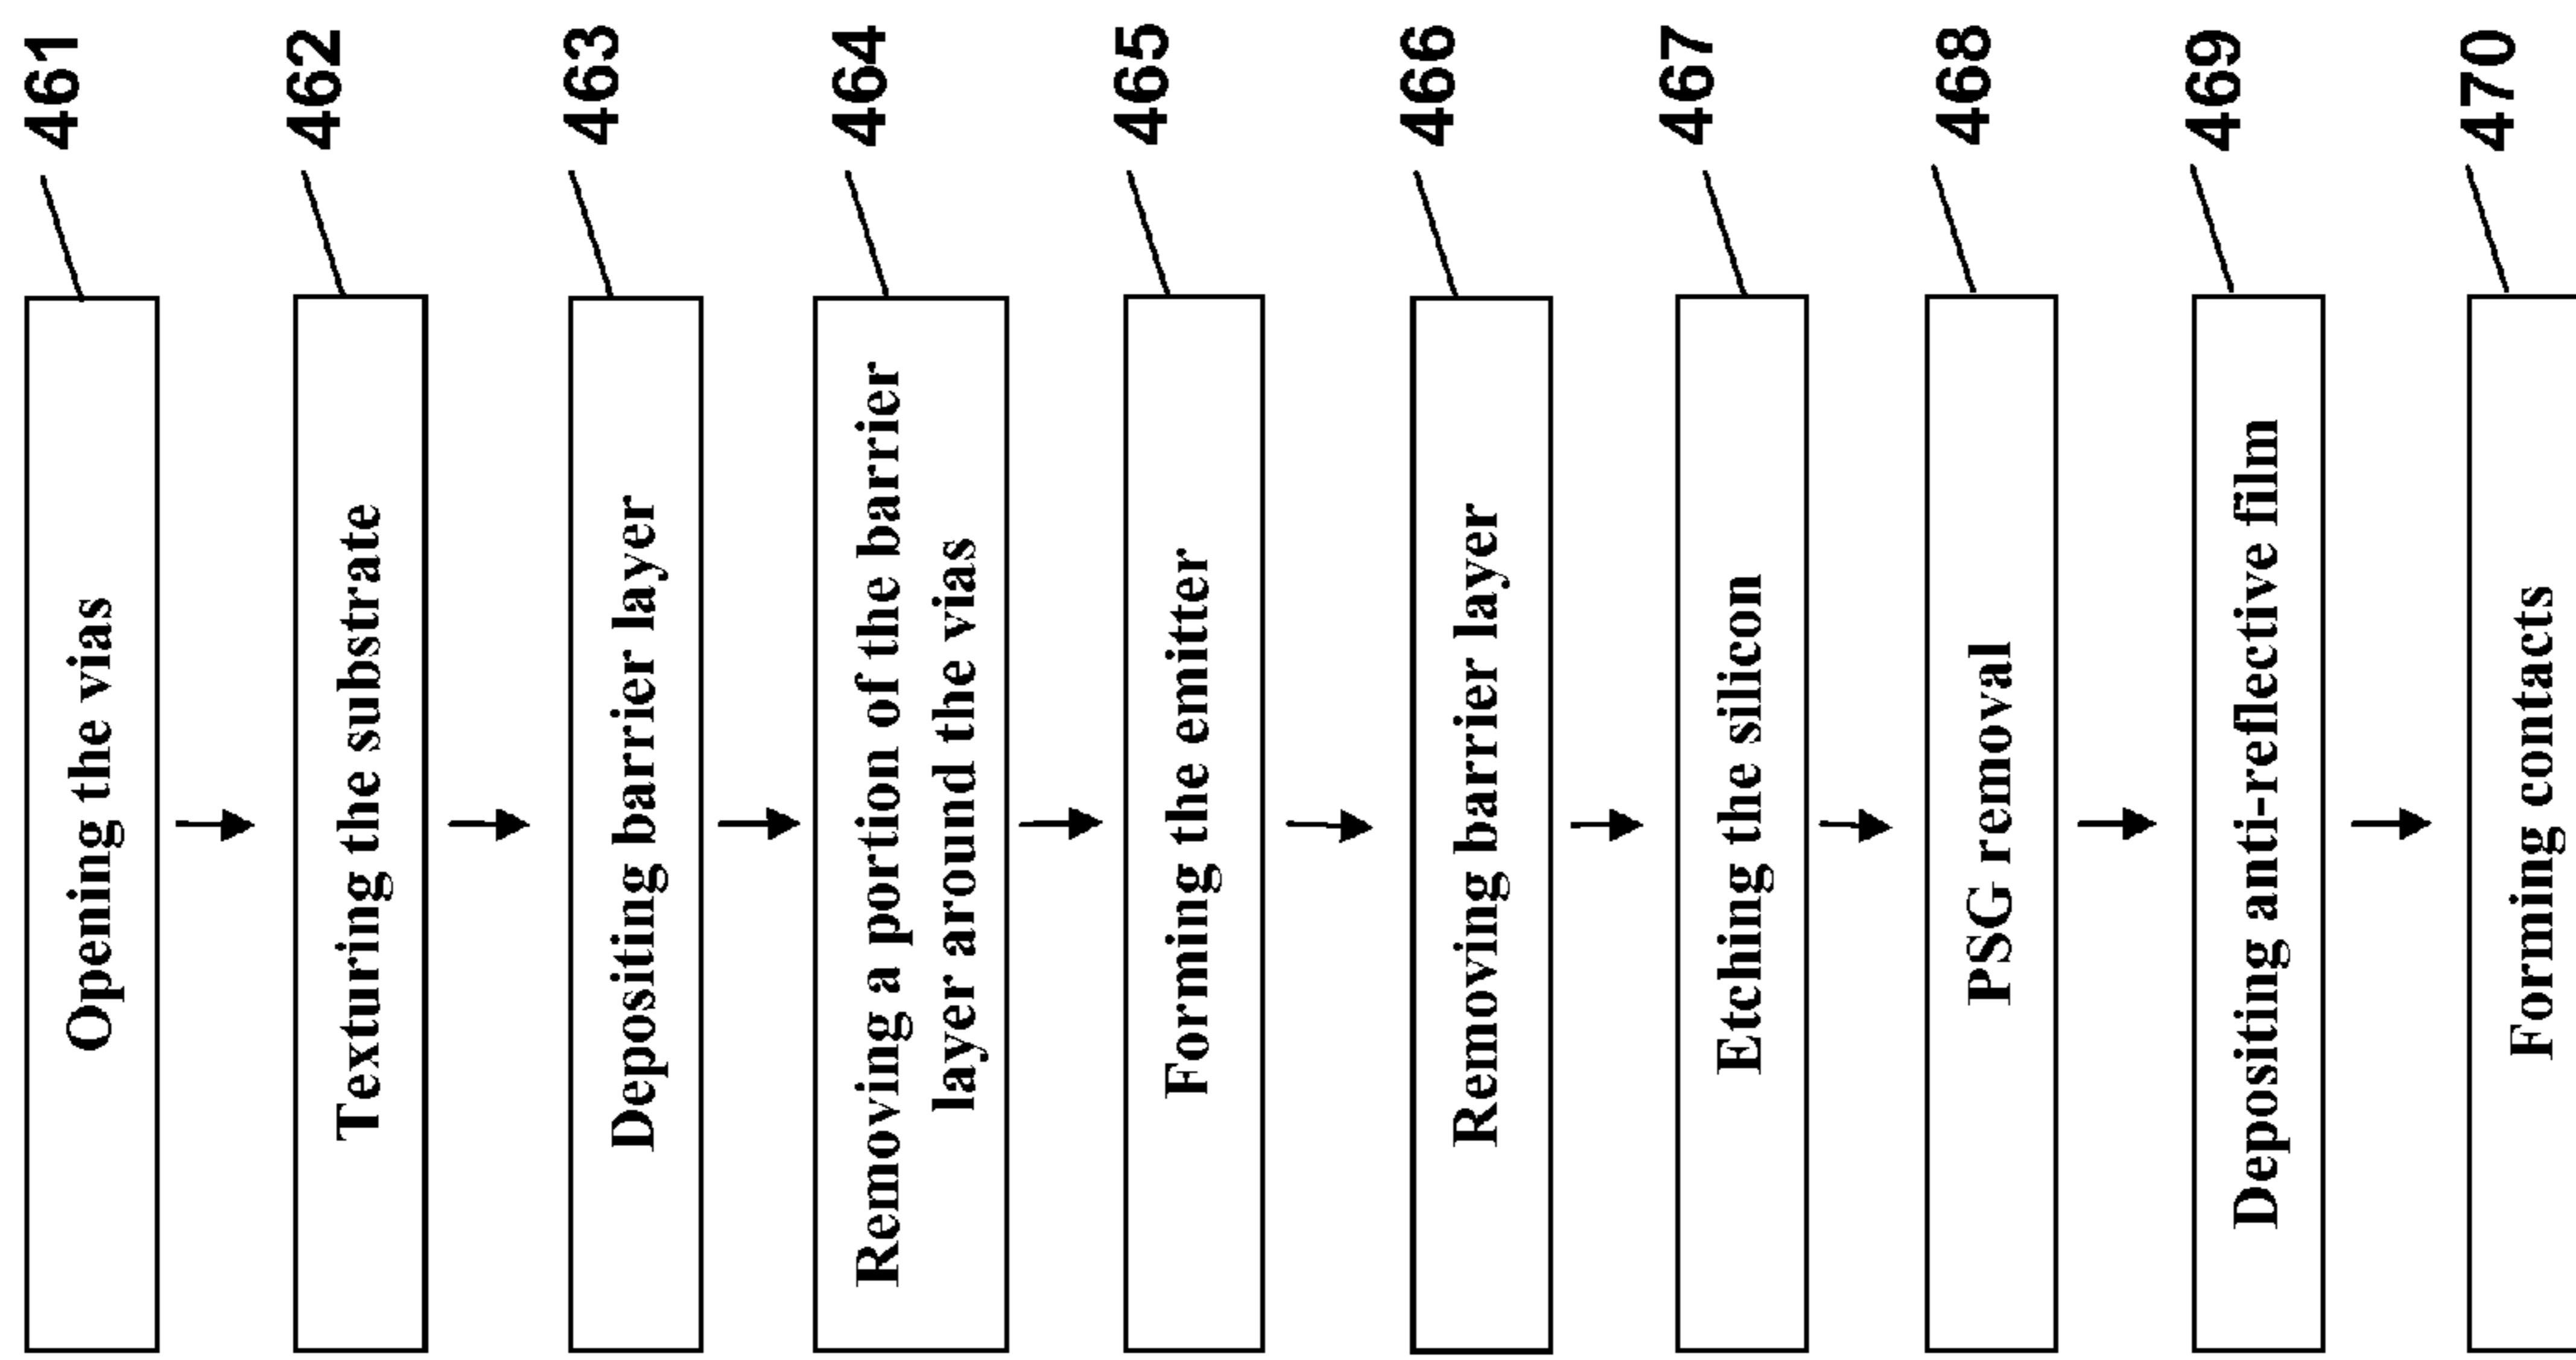 Opening the vias
461
Texturing the substrate
462
Depositing barrier layer
463
Removing a portion of the barrier
layer around the vias
464
Forming the emitter
465
Removing barrier layer
466
Etching the silicon
467
PSG removal
468
Depositing anti-reflective film
469
Forming contacts
470